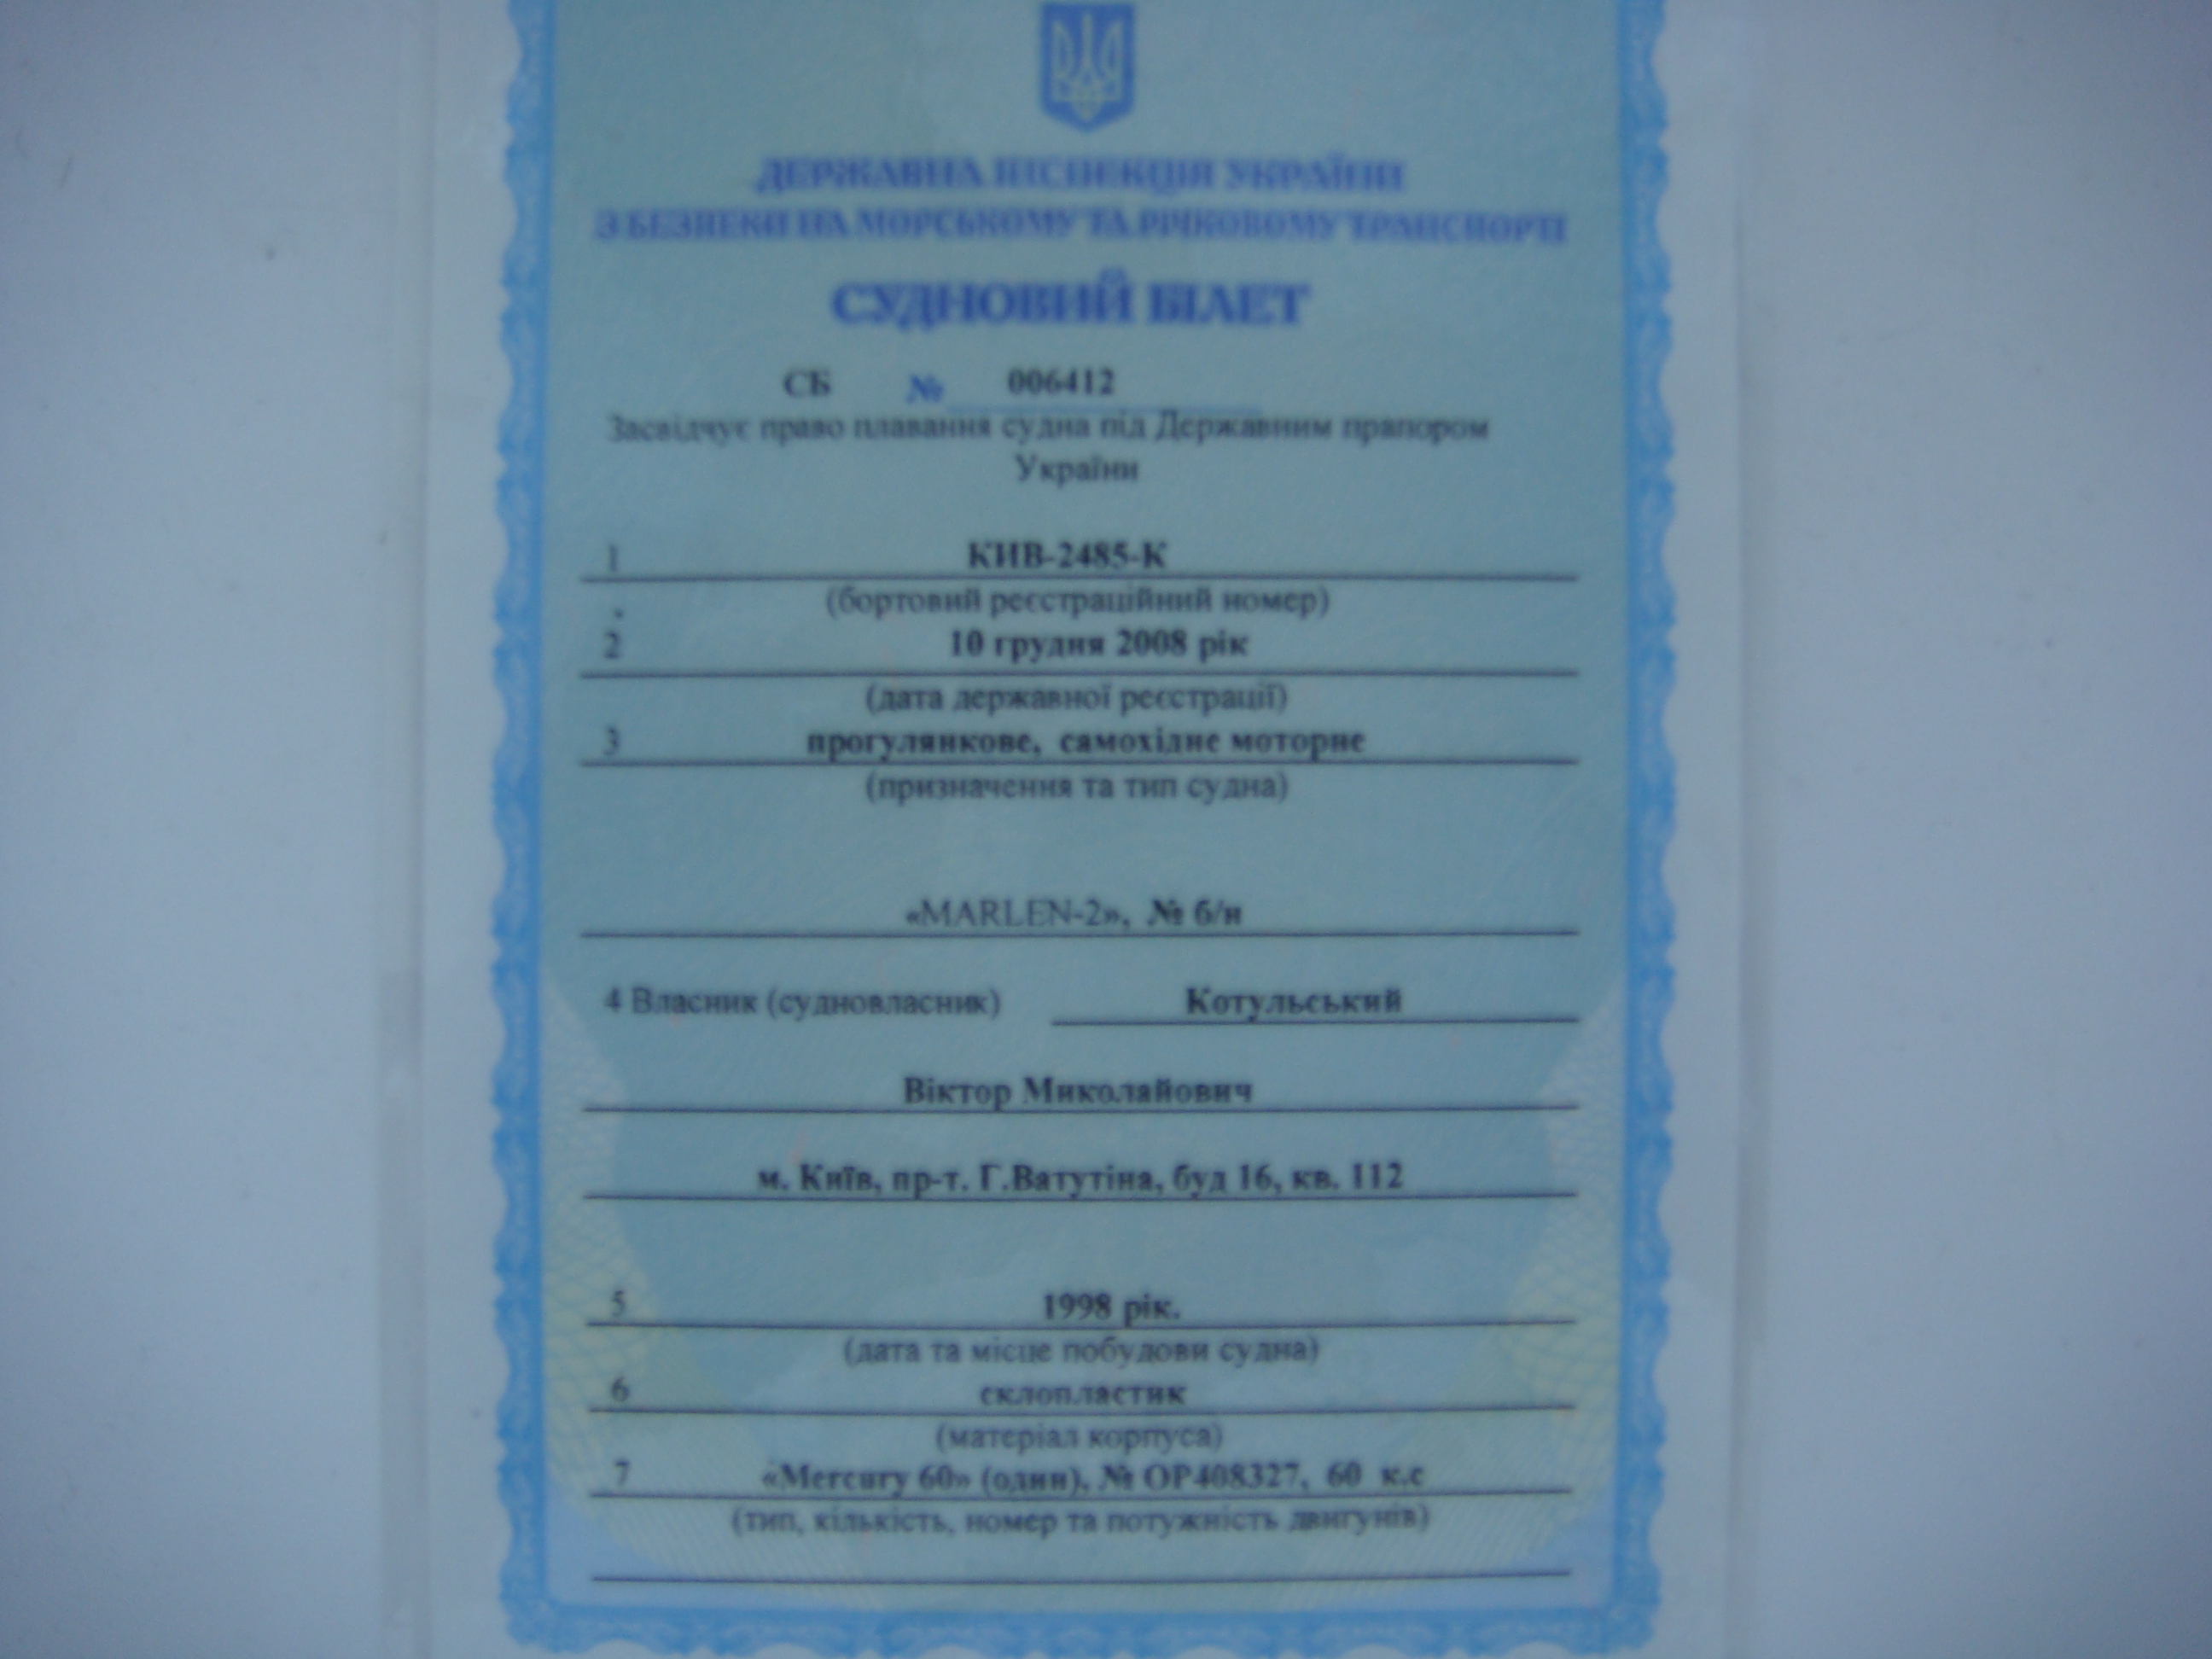 ДЕРЖАВНА ІНСПЕКЦІЯ УКРАЇНИ
З БЕЗПЕКИ НА МОРСЬКОМУ ТА РІЧКОВОМУ ТРАНСПОРТІ
СУДНОВИЙ БІЛЕТ
СБ № 006412
Засвідчує право плавання судна під Державним прапором
України
1 КИВ-2485-К
(бортовий реєстраційний номер)
.
2 10 грудня 2008 рік
(дата державної реєстрації)
3 прогулянкове, самохідне моторне
(призначення та тип судна)
«MARLEN-2», № б/н
4 Власник (судновласник) Котульський
Віктор Миколайович
м. Київ, пр-т. Г.Ватутіна, буд 16, кв. 112
5 1998 рік.
(дата та місце побудови судна)
6 склопластик
(матеріал корпуса)
7 «Mercury 60» (один), № OP408327, 60 к.с
(тип, кількість, номер та потужність двигунів)